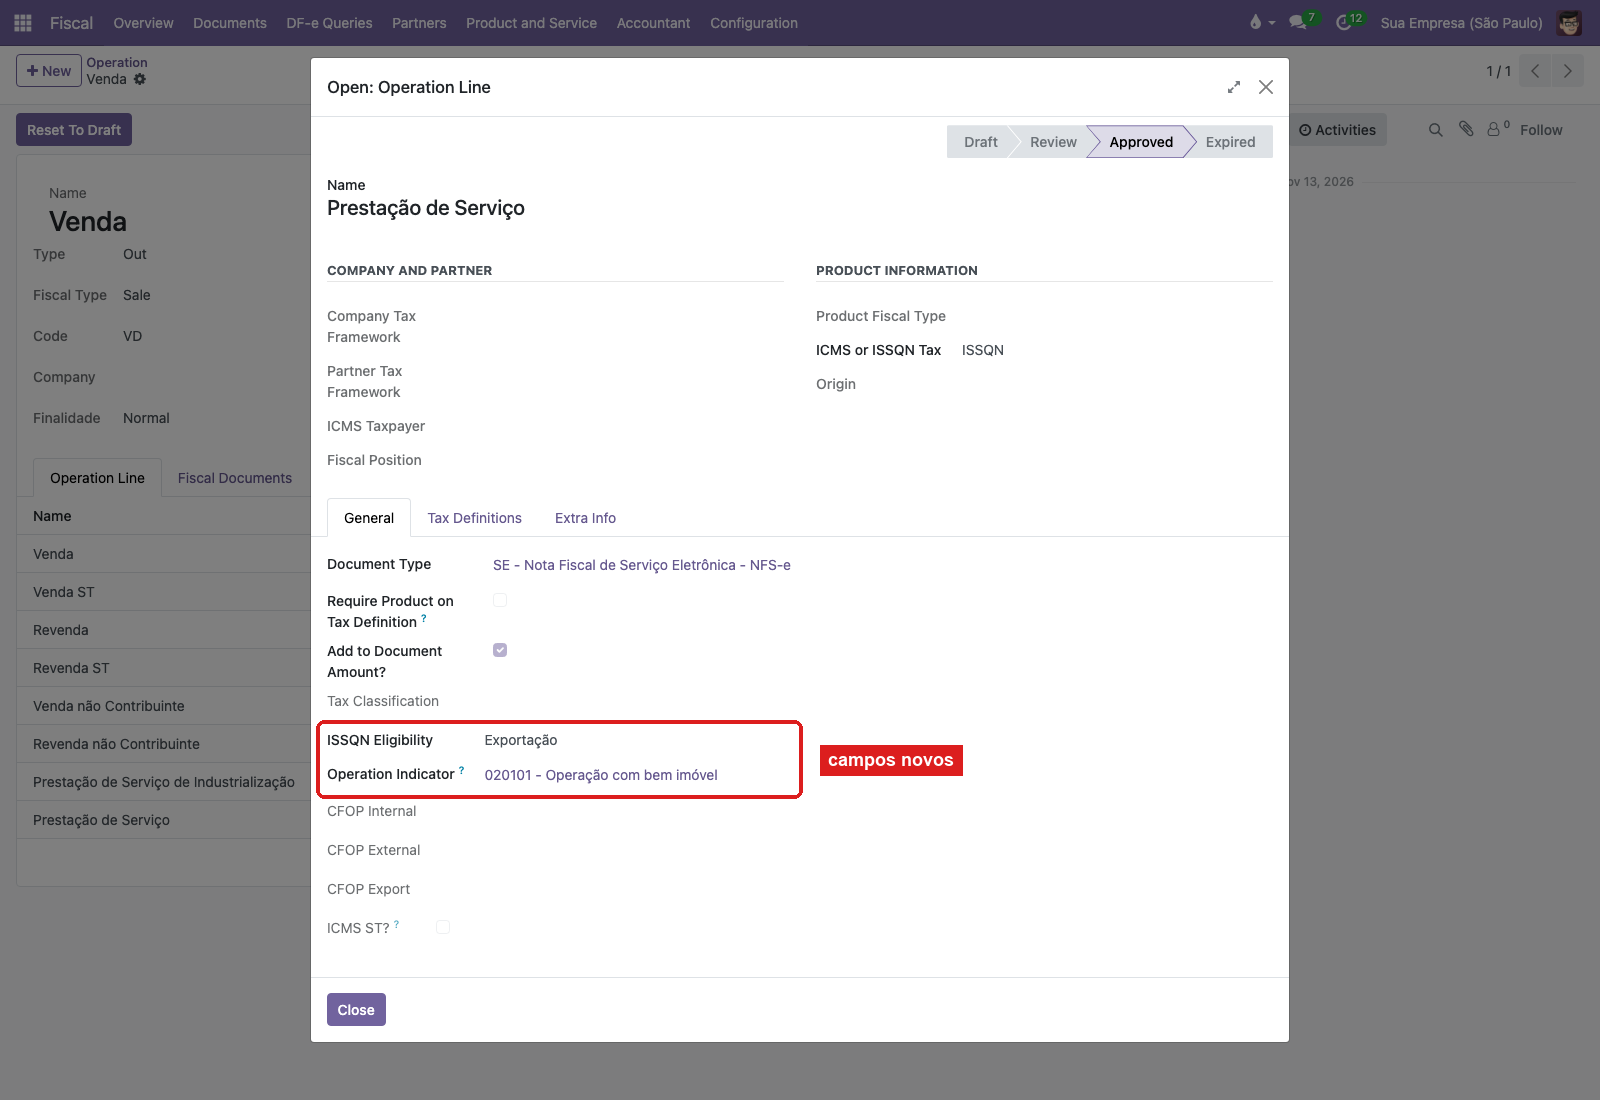 Fiscal Overview Documents DF-e Queries Partners Product and Service Accountant Configuration 7 12 Sua Empresa (São Paulo)
+ New
Operation
Venda
1 / 1
Reset To Draft
Activities
0 Follow
ov 13, 2026
Name
Venda
Type Out
Fiscal Type Sale
Code VD
Company
Finalidade Normal
Operation Line Fiscal Documents
Name
Venda
Venda ST
Revenda
Revenda ST
Venda não Contribuinte
Revenda não Contribuinte
Prestação de Serviço de Industrialização
Prestação de Serviço
Open: Operation Line
Draft Review Approved Expired
Name
Prestação de Serviço
COMPANY AND PARTNER
Company Tax
Framework
Partner Tax
Framework
ICMS Taxpayer
Fiscal Position
PRODUCT INFORMATION
Product Fiscal Type
ICMS or ISSQN Tax ISSQN
Origin
General Tax Definitions Extra Info
Document Type SE - Nota Fiscal de Serviço Eletrônica - NFS-e
Require Product on
Tax Definition ?
Add to Document
Amount?
Tax Classification
ISSQN Eligibility Exportação
Operation Indicator ? 020101 - Operação com bem imóvel
campos novos
CFOP Internal
CFOP External
CFOP Export
ICMS ST? ?
Close